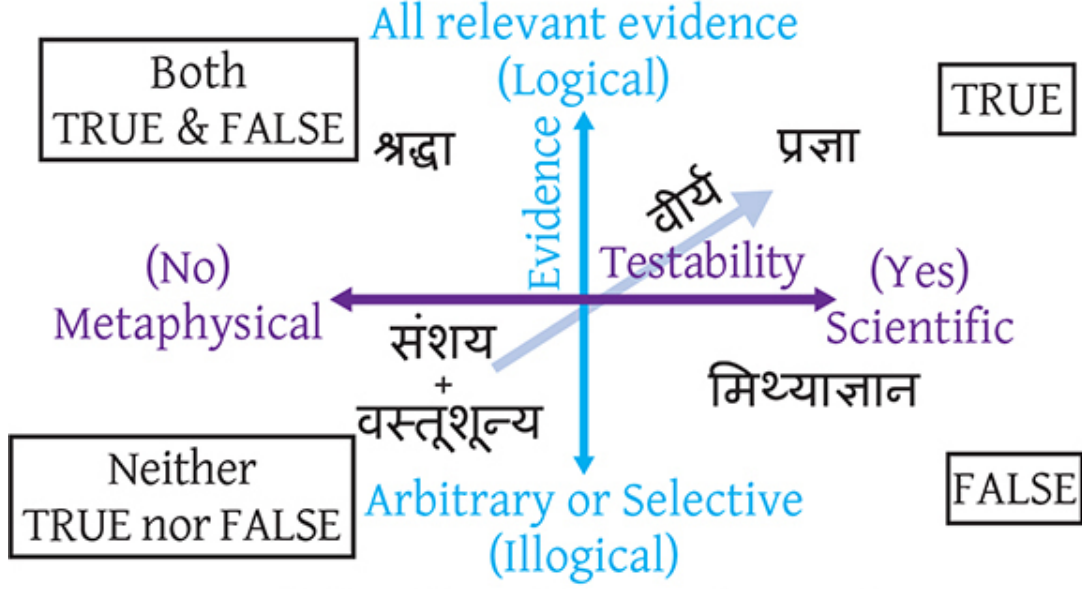 All relevant evidence
(Logical)
Both
TRUE & FALSE
TRUE
श्रद्धा
प्रज्ञा
Evidence
वीर्य
Testability
(No)
Metaphysical
(Yes)
Scientific
संशय
+
वस्तूशून्य
मिथ्याज्ञान
Neither
TRUE nor FALSE
FALSE
Arbitrary or Selective
(Illogical)